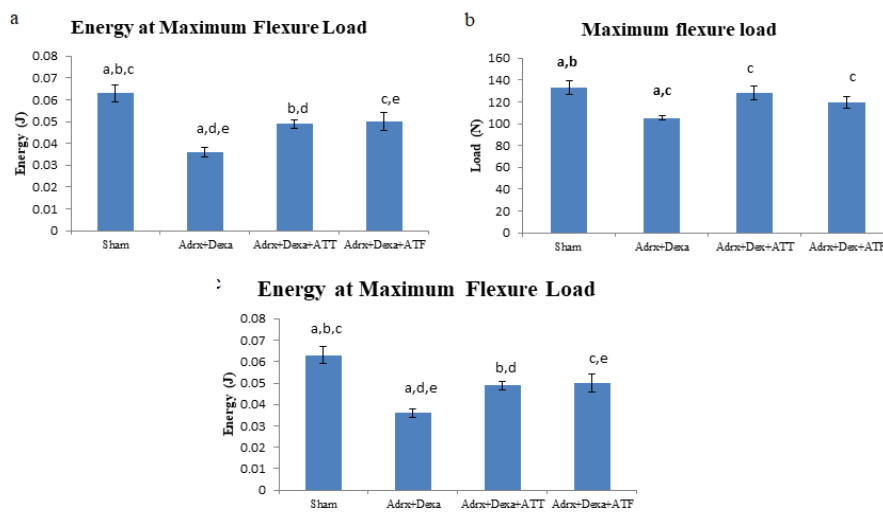 a
Energy at Maximum Flexure Load
0.08
0.07
0.06
0.05
0.04
0.03
0.02
0.01
0
Energy (J)
a,b,c
a,d,e
b,d
c,e
Sham
Adrx+Dexa
Adrx+Dexa+ATT
Adrx+Dexa+ATF
b
Maximum flexure load
160
140
120
100
80
60
40
20
0
Load (N)
a,b
a,c
c
c
Sham
Adrx+Dexa
Adrx+Dex+ATT
Adrx+Dex+ATF
c
Energy at Maximum Flexure Load
0.08
0.07
0.06
0.05
0.04
0.03
0.02
0.01
0
Energy (J)
a,b,c
a,d,e
b,d
c,e
Sham
Adrx+Dexa
Adrx+Dexa+ATT
Adrx+Dexa+ATF